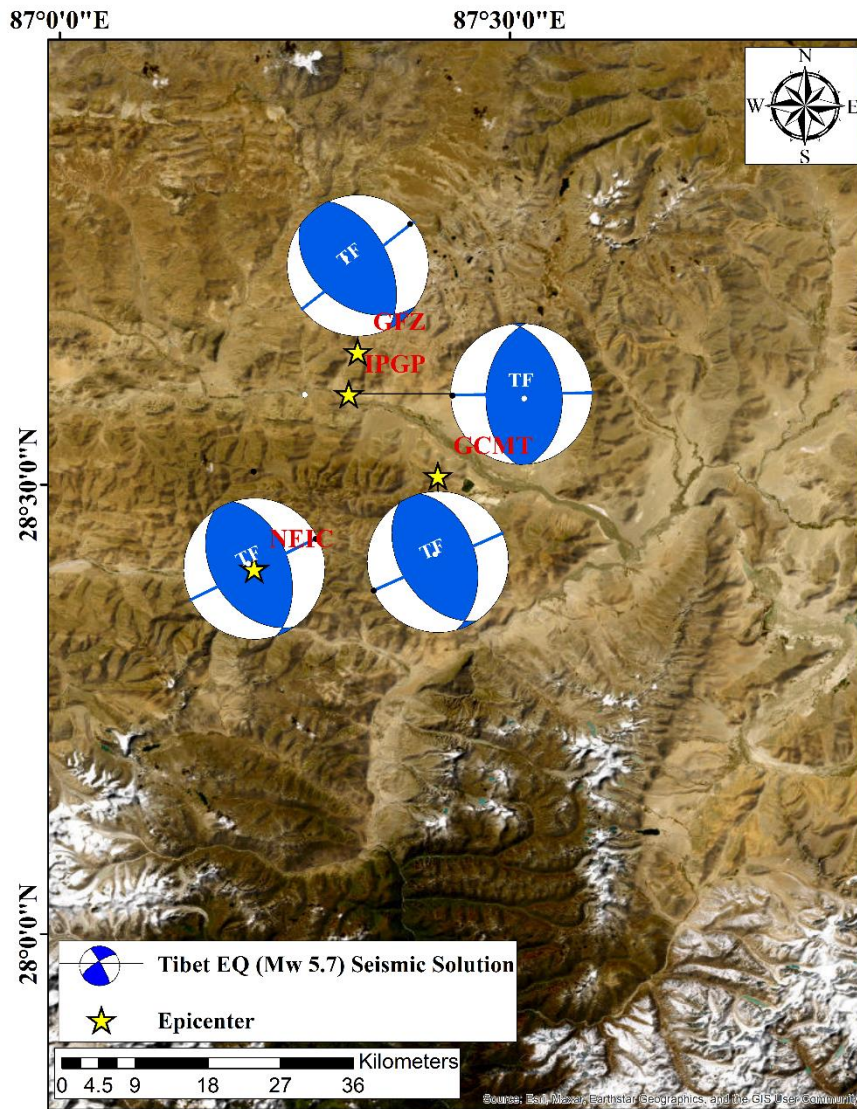 87°0'0"E 87°30'0"E
N
W E
S
TF
GFZ
IPGP
TF
GCMT
28°30'0"N
NEIC
TF
TF
28°0'0"N
Tibet EQ (Mw 5.7) Seismic Solution
Epicenter
Kilometers
0 4.5 9 18 27 36
Source: Esri, Maxar, Earthstar Geographics, and the GIS User Community